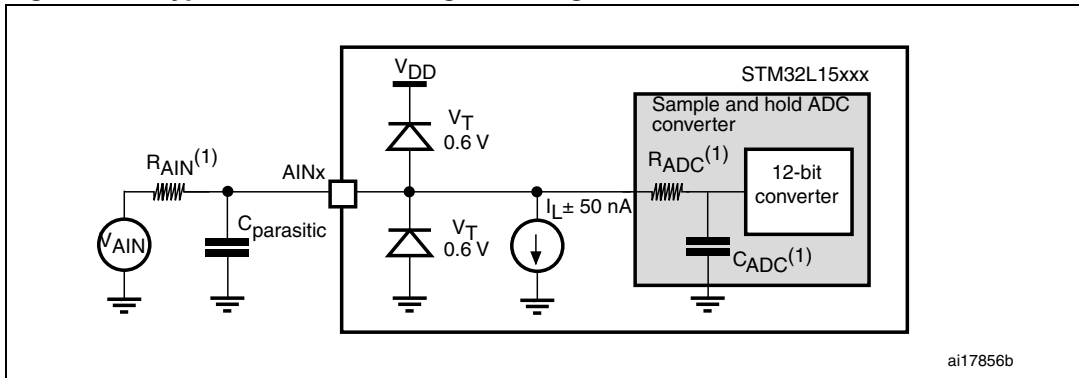 VDD
STM32L15xxx
Sample and hold ADC
converter
VT
0.6 V
RAIN(1)
AINx
RADC(1)
12-bit
converter
IL± 50 nA
VAIN
Cparasitic
VT
0.6 V
CADC(1)
ai17856b